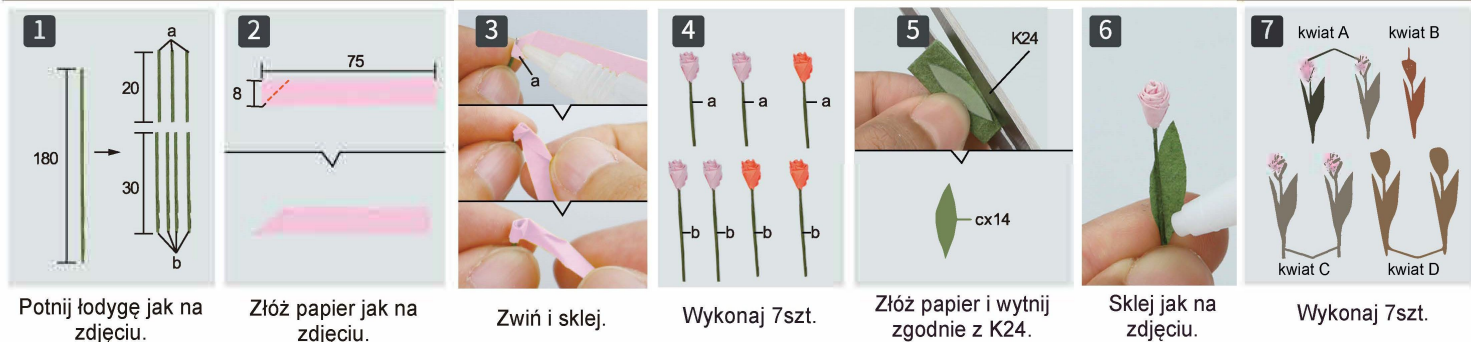 1
a
20
180
30
b
Potnij łodygę jak na
zdjęciu.
2
75
8
Złóż papier jak na
zdjęciu.
3
a
Zwiń i sklej.
4
a
a
a
b
b
b
b
Wykonaj 7szt.
5
K24
cx14
Złóż papier i wytnij
zgodnie z K24.
6
Sklej jak na
zdjęciu.
7
kwiat A
kwiat B
kwiat C
kwiat D
Wykonaj 7szt.